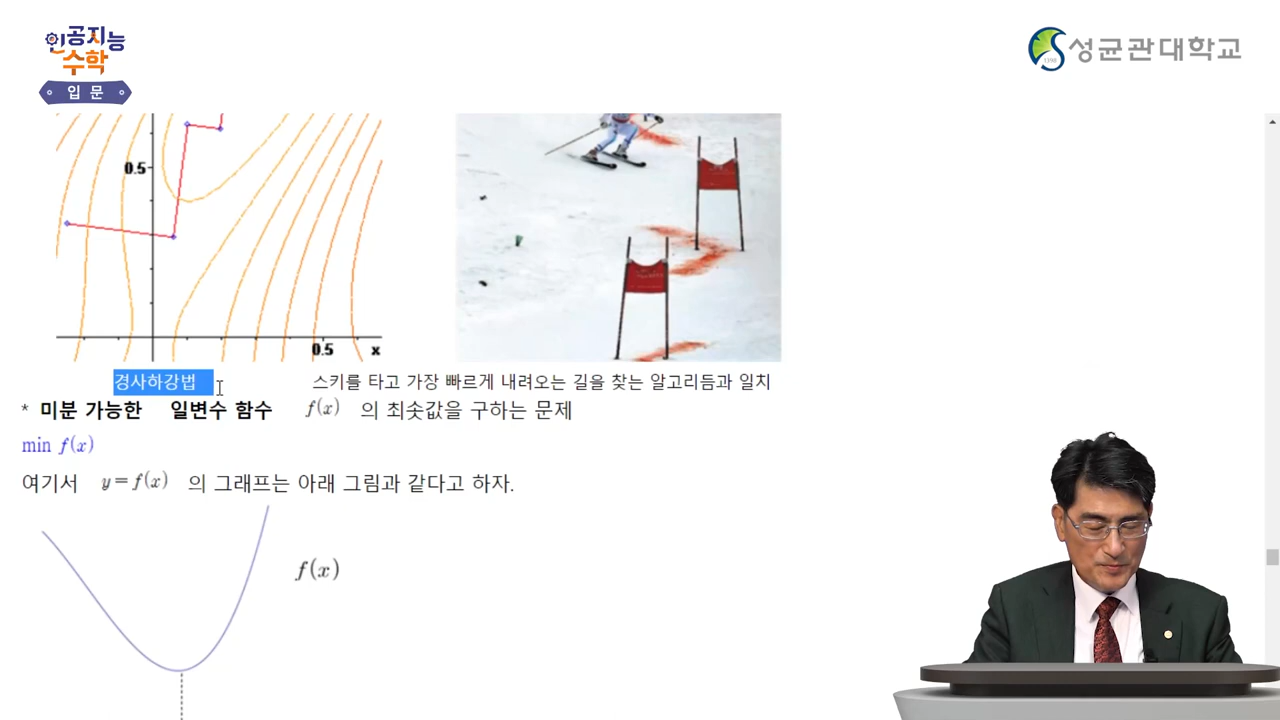 인공지능
수학
입문
성균관대학교
1398
0.5
0.5
x
경사하강법
스키를 타고 가장 빠르게 내려오는 길을 찾는 알고리듬과 일치
* 미분 가능한 일변수 함수 f(x) 의 최솟값을 구하는 문제
min f(x)
여기서 y=f(x) 의 그래프는 아래 그림과 같다고 하자.
f(x)